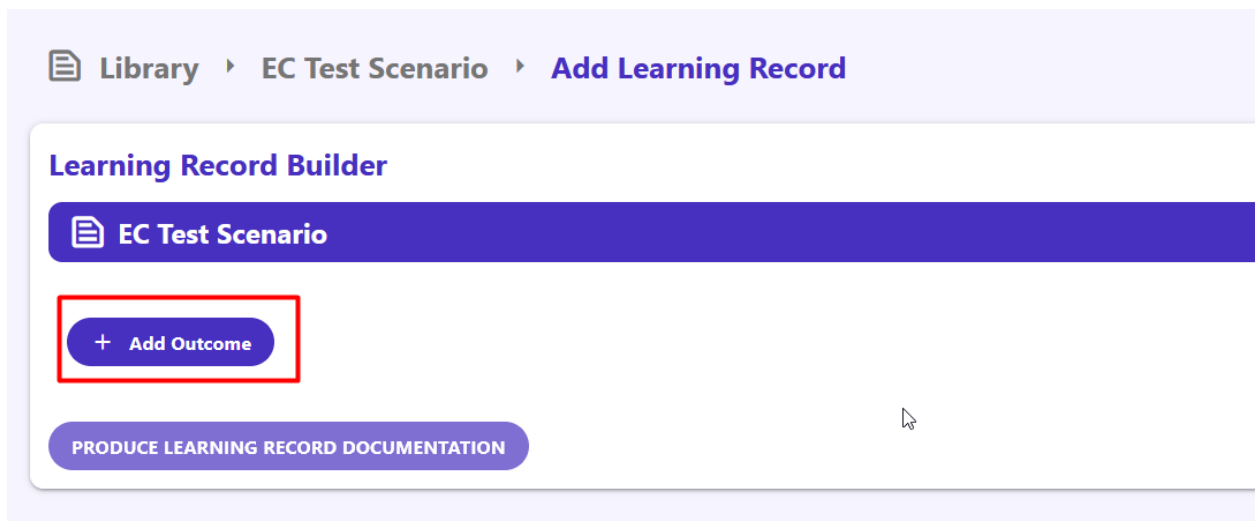 Library EC Test Scenario Add Learning Record
Learning Record Builder
EC Test Scenario
+ Add Outcome
PRODUCE LEARNING RECORD DOCUMENTATION